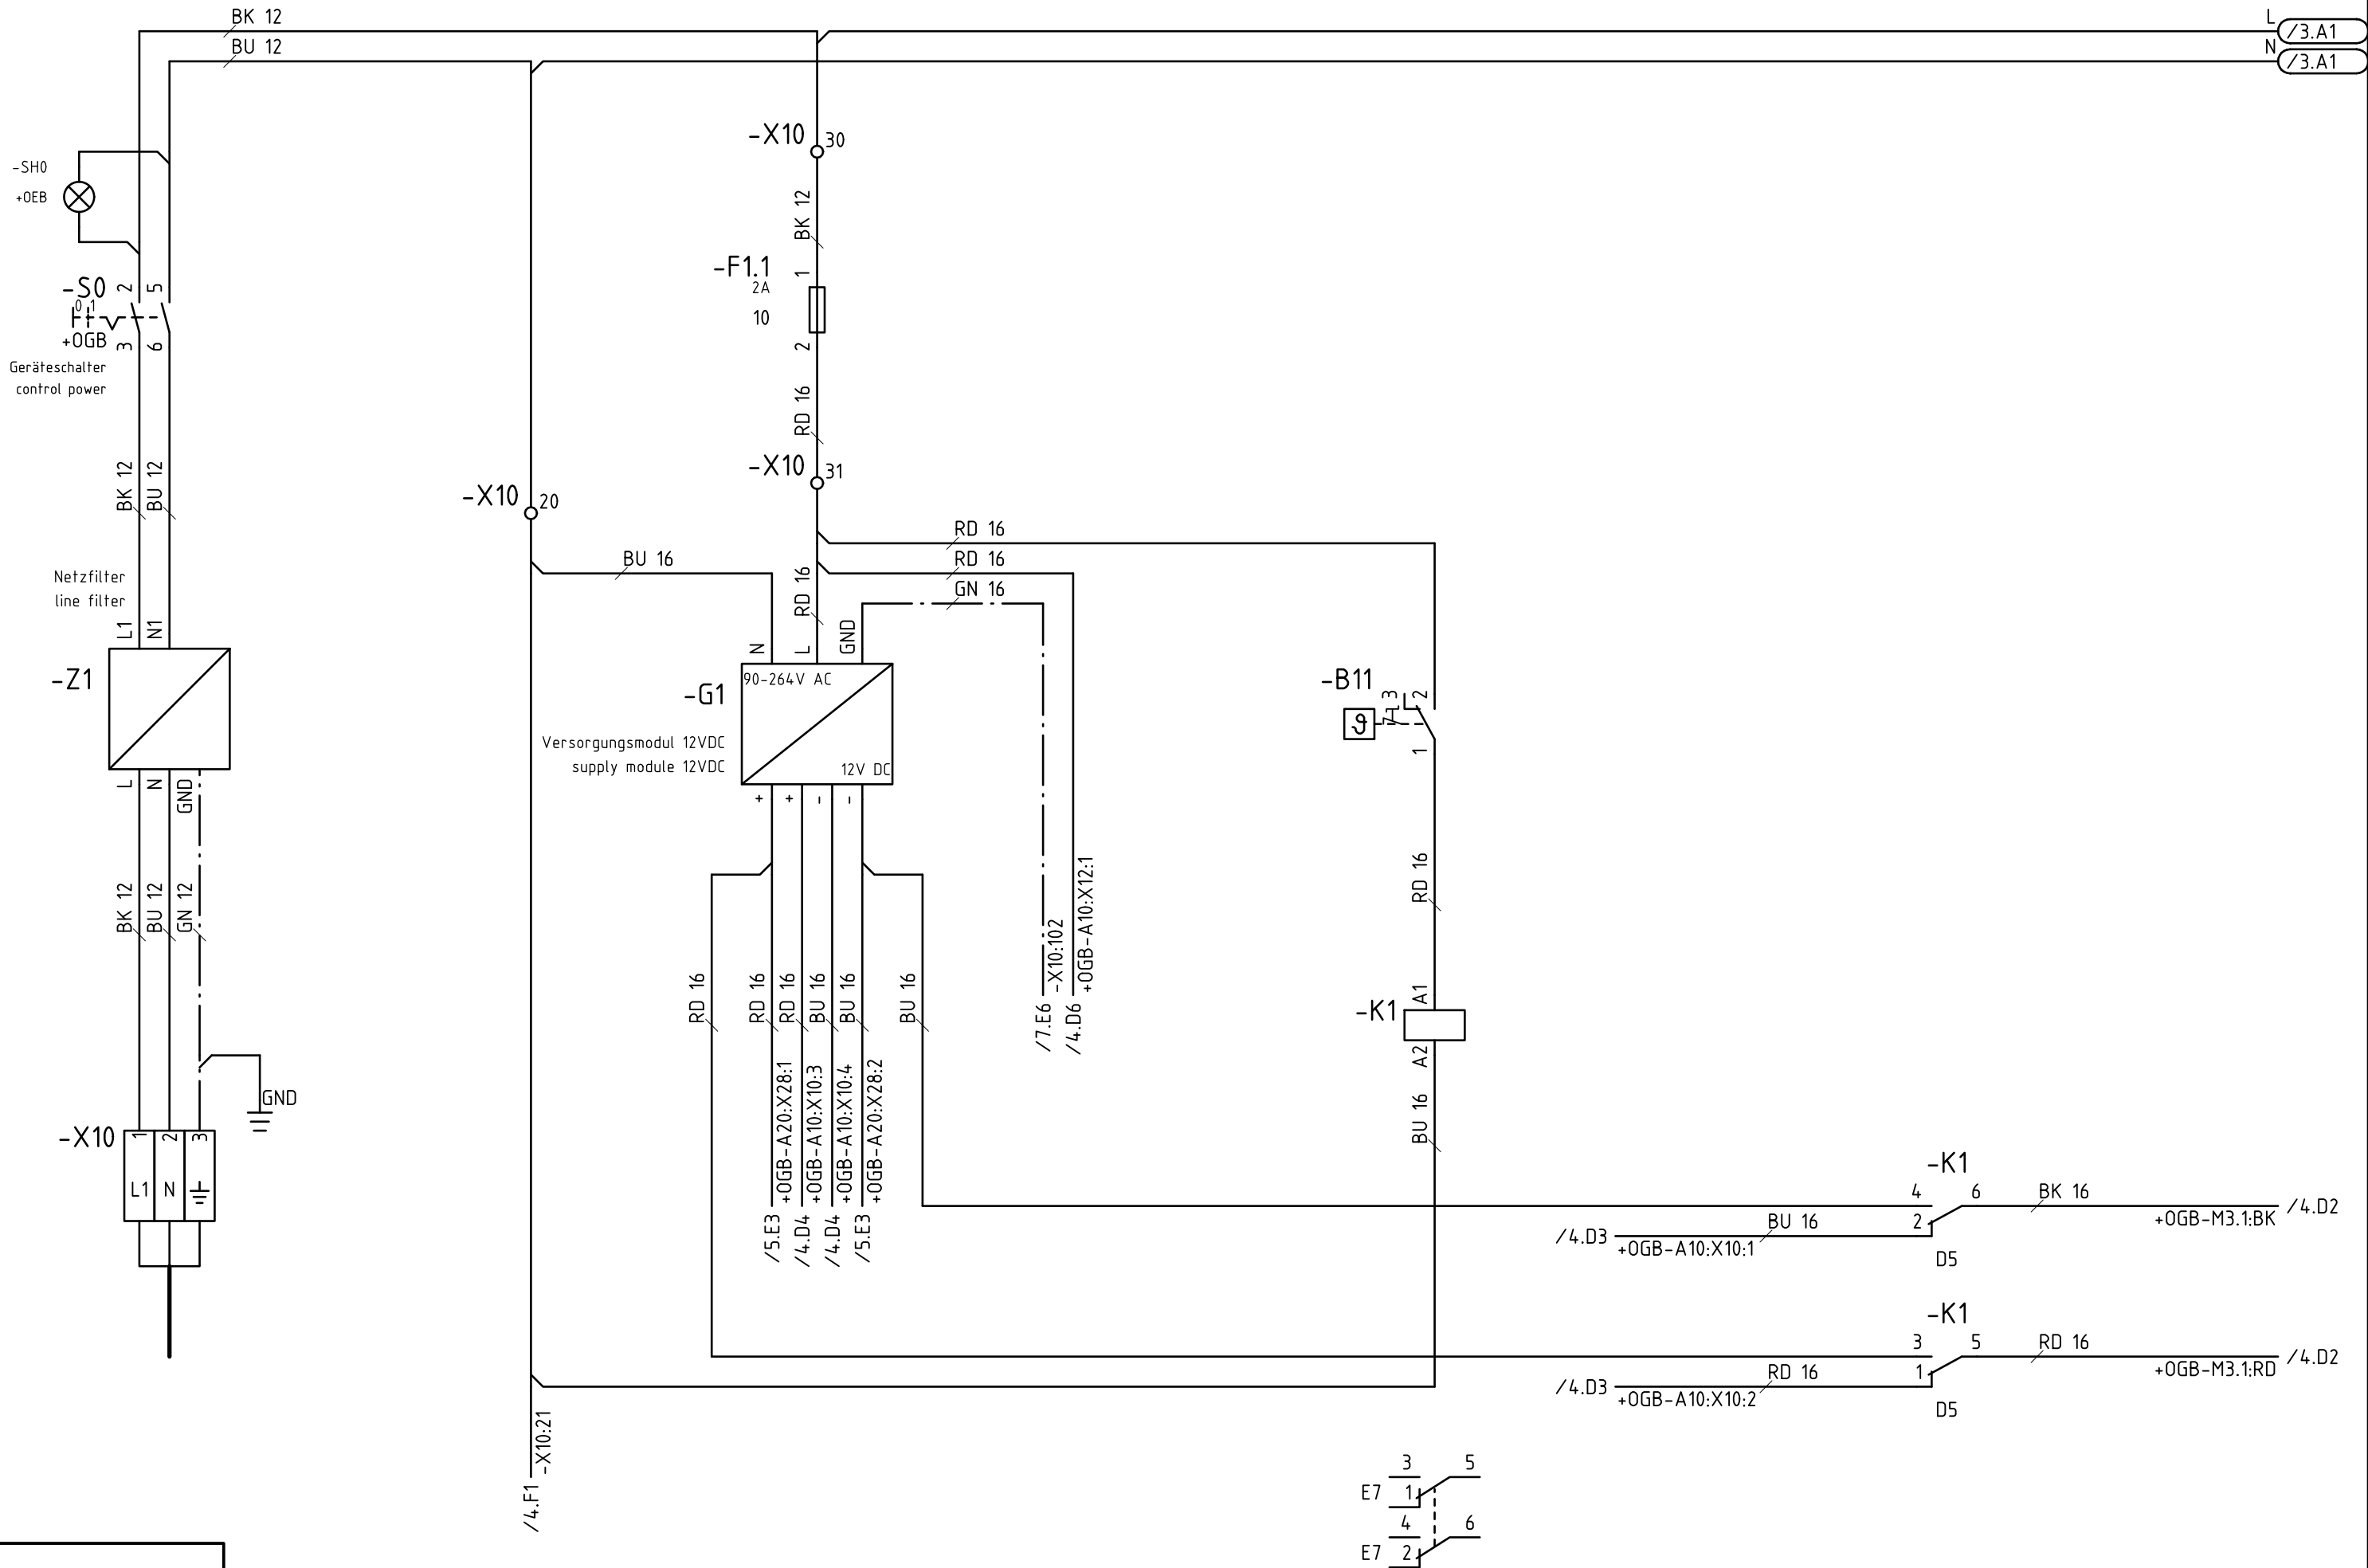 BK 12
BU 12
L
/3.A1
N
/3.A1
-X10
30
-SH0
+OEB
BK 12
-F1.1
1
2A
10
2
-S0
0 1
2
5
+OGB
3
6
Geräteschalter
control power
RD 16
-X10
31
BK 12
BU 12
-X10
20
RD 16
BU 16
RD 16
RD 16
GN 16
Netzfilter
line filter
L1
N1
N
L
GND
-Z1
-G1
90-264V AC
12V DC
Versorgungsmodul 12VDC
supply module 12VDC
-B11
3
2
ϑ
1
L
N
GND
+
+
-
-
BK 12
BU 12
GN 12
RD 16
RD 16
RD 16
RD 16
BU 16
BU 16
BU 16
-X10:102
/7.E6
+OGB-A10:X12:1
/4.D6
-K1
A1
A2
GND
-X10
1
2
3
L1
N
+OGB-A20:X28:1
/5.E3
+OGB-A10:X10:3
/4.D4
+OGB-A10:X10:4
/4.D4
+OGB-A20:X28:2
/5.E3
BU 16
-K1
4
6
BK 16
/4.D2
+OGB-M3.1:BK
BU 16
2
/4.D3
+OGB-A10:X10:1
D5
-K1
3
5
RD 16
/4.D2
+OGB-M3.1:RD
RD 16
1
/4.D3
+OGB-A10:X10:2
D5
-X10:21
/4.F1
3
5
E7
1
4
6
E7
2